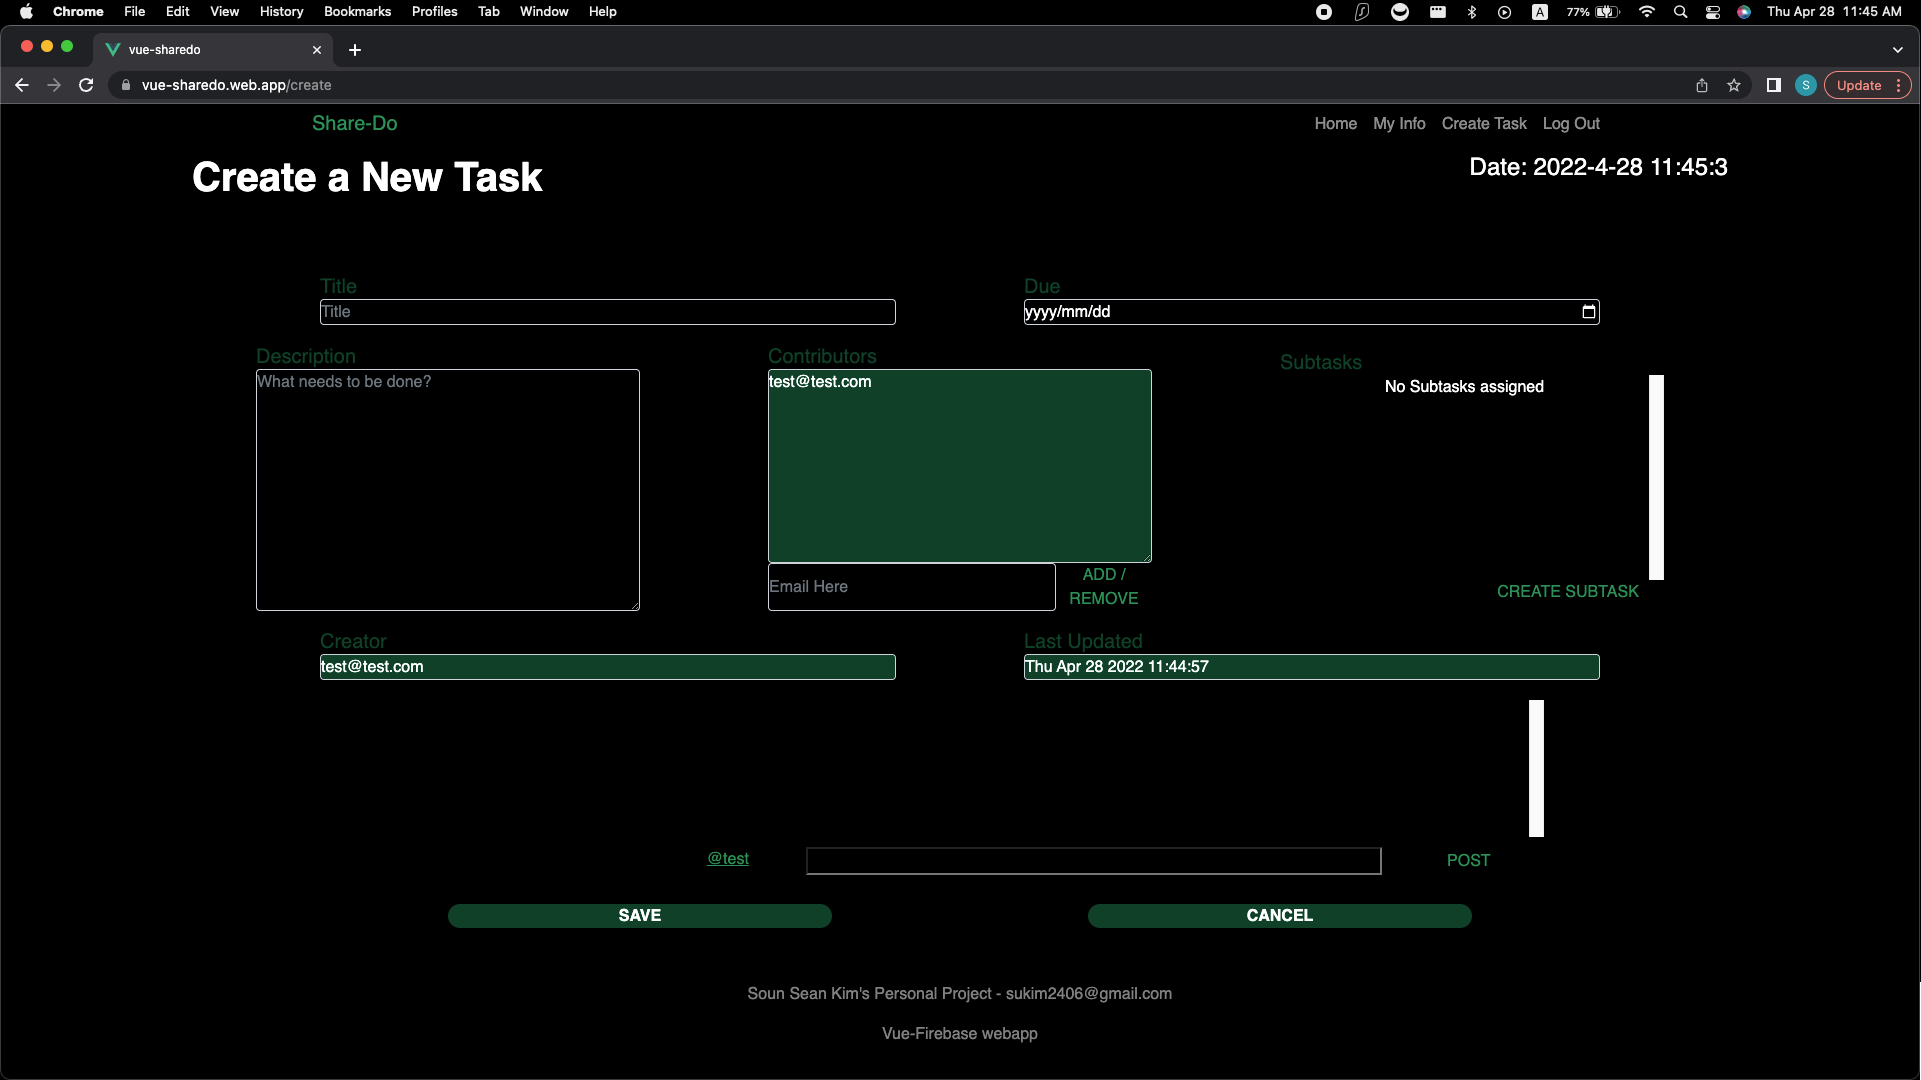 Chrome File Edit View History Bookmarks Profiles Tab Window Help
A 77% Thu Apr 28 11:45 AM
vue-sharedo
vue-sharedo.web.app/create
S Update
Share-Do
Home My Info Create Task Log Out
Create a New Task
Date: 2022-4-28 11:45:3
Title
Title
Due
yyyy/mm/dd
Description
What needs to be done?
Contributors
test@test.com
Email Here
ADD /
REMOVE
Subtasks
No Subtasks assigned
CREATE SUBTASK
Creator
test@test.com
Last Updated
Thu Apr 28 2022 11:44:57
@test
POST
SAVE
CANCEL
Soun Sean Kim's Personal Project - sukim2406@gmail.com
Vue-Firebase webapp